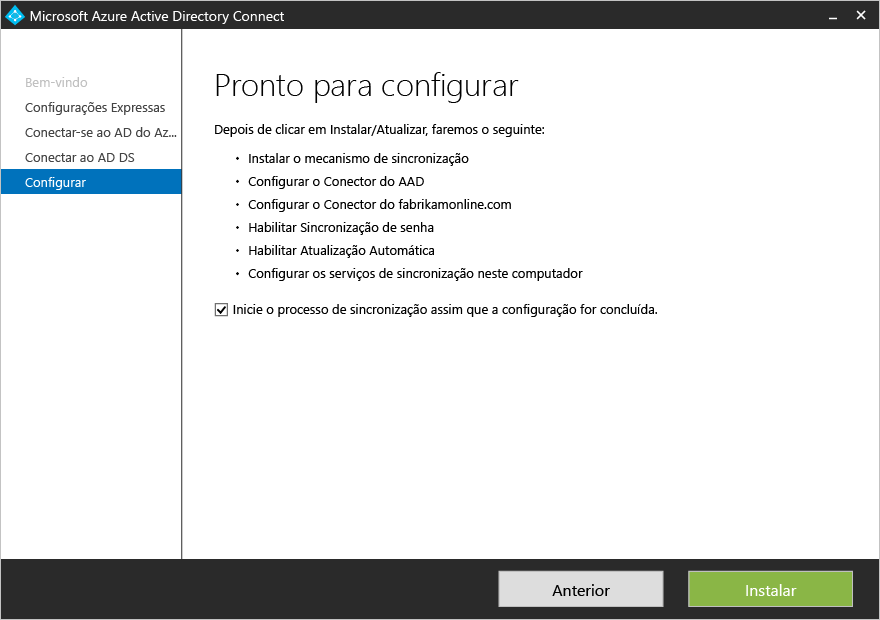 Microsoft Azure Active Directory Connect
Bem-vindo
Configurações Expressas
Conectar-se ao AD do Az...
Conectar ao AD DS
Configurar
Pronto para configurar
Depois de clicar em Instalar/Atualizar, faremos o seguinte:
• Instalar o mecanismo de sincronização
• Configurar o Conector do AAD
• Configurar o Conector do fabrikamonline.com
• Habilitar Sincronização de senha
• Habilitar Atualização Automática
• Configurar os serviços de sincronização neste computador
Inicie o processo de sincronização assim que a configuração for concluída.
Anterior
Instalar